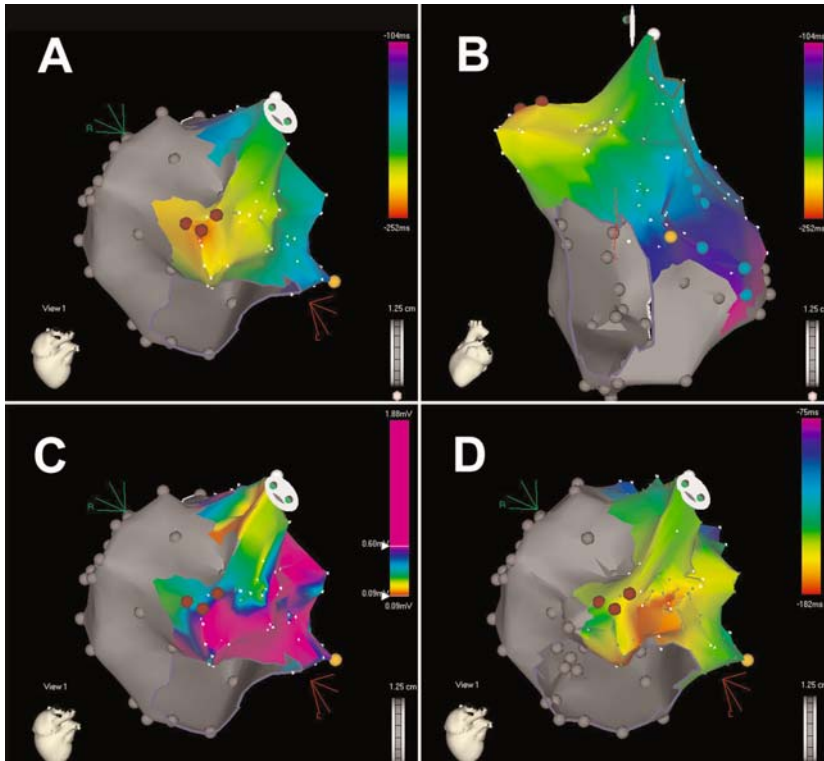 A
-104ms
R
-252ms
View 1
1.25 cm
B
-104ms
-252ms
1.25 cm
C
1.88mV
R
0.60mV
0.09mV
0.09mV
View 1
1.25 cm
D
-75ms
R
-182ms
View 1
1.25 cm